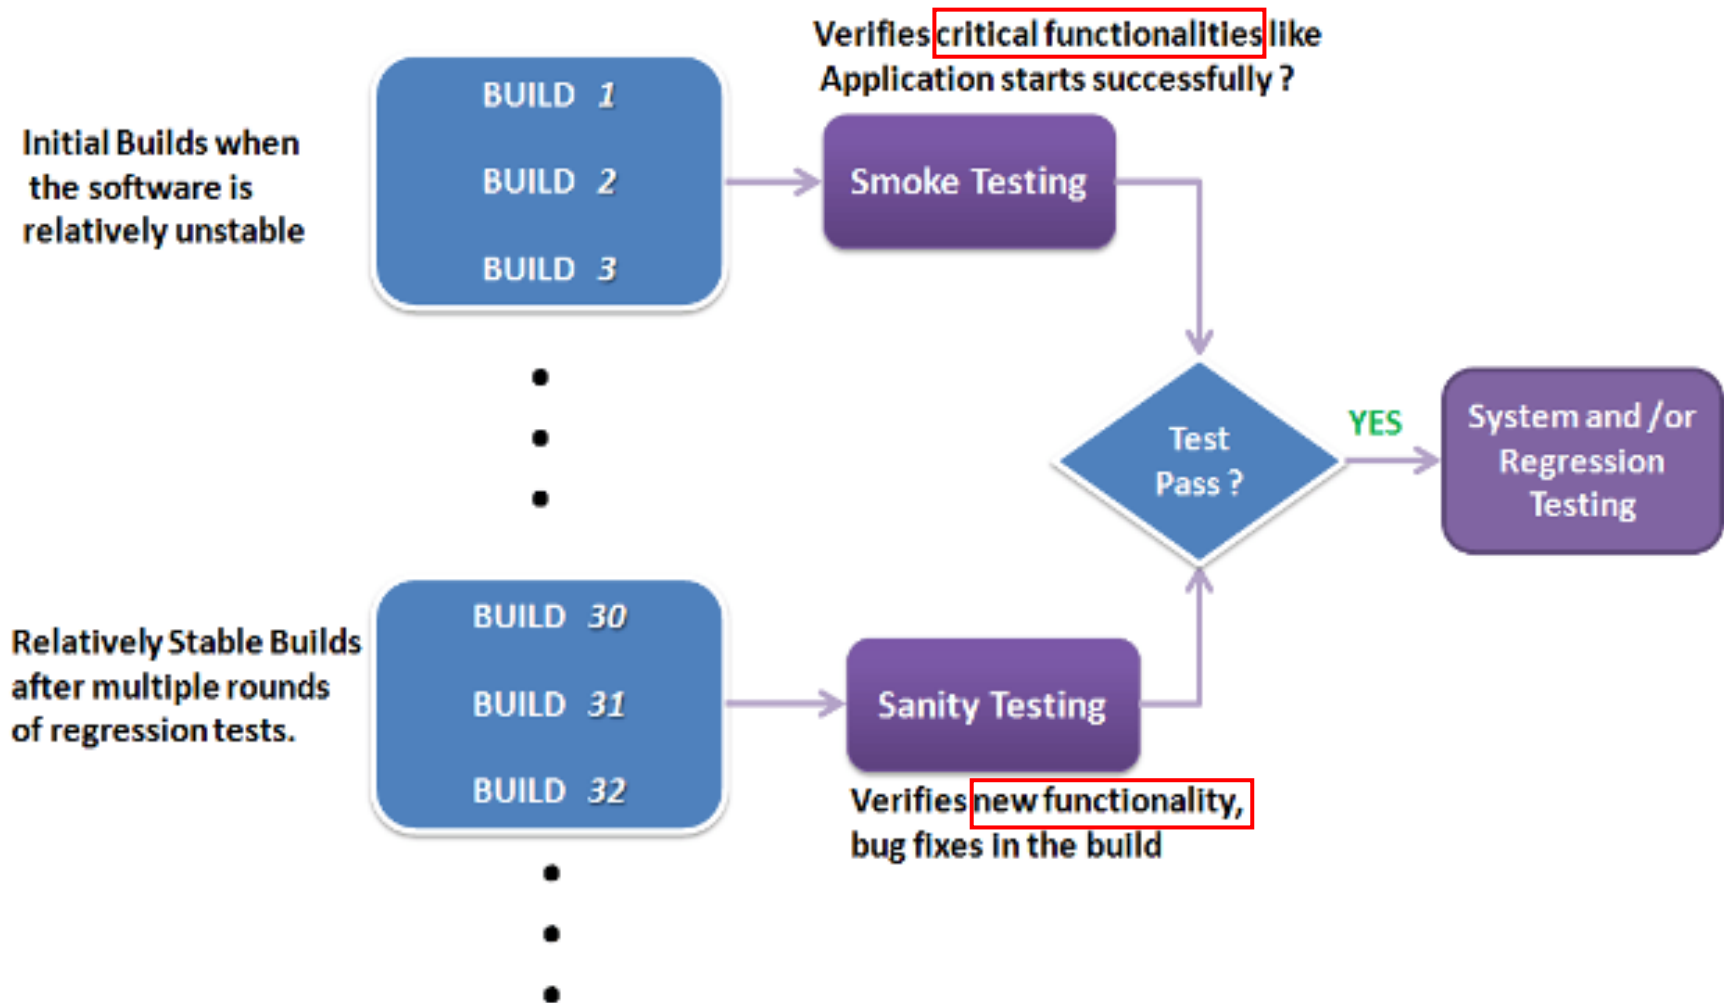 Verifies critical functionalities like
Application starts successfully ?
Initial Builds when
the software is
relatively unstable
BUILD 1
BUILD 2
BUILD 3
Smoke Testing
Test
Pass ?
YES
System and /or
Regression
Testing
Relatively Stable Builds
after multiple rounds
of regression tests.
BUILD 30
BUILD 31
BUILD 32
Sanity Testing
Verifies new functionality,
bug fixes in the build